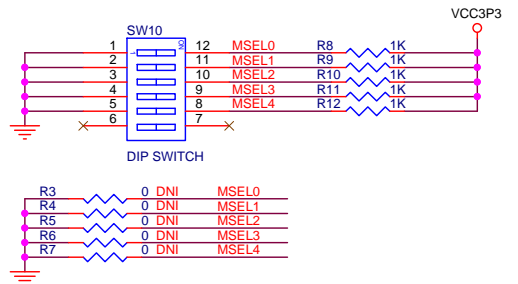 VCC3P3
SW10
ON
1 1 12 MSEL0 R8 1K
2 11 MSEL1 R9 1K
3 10 MSEL2 R10 1K
4 9 MSEL3 R11 1K
5 8 MSEL4 R12 1K
6 7
DIP SWITCH
R3 0 DNI MSEL0
R4 0 DNI MSEL1
R5 0 DNI MSEL2
R6 0 DNI MSEL3
R7 0 DNI MSEL4